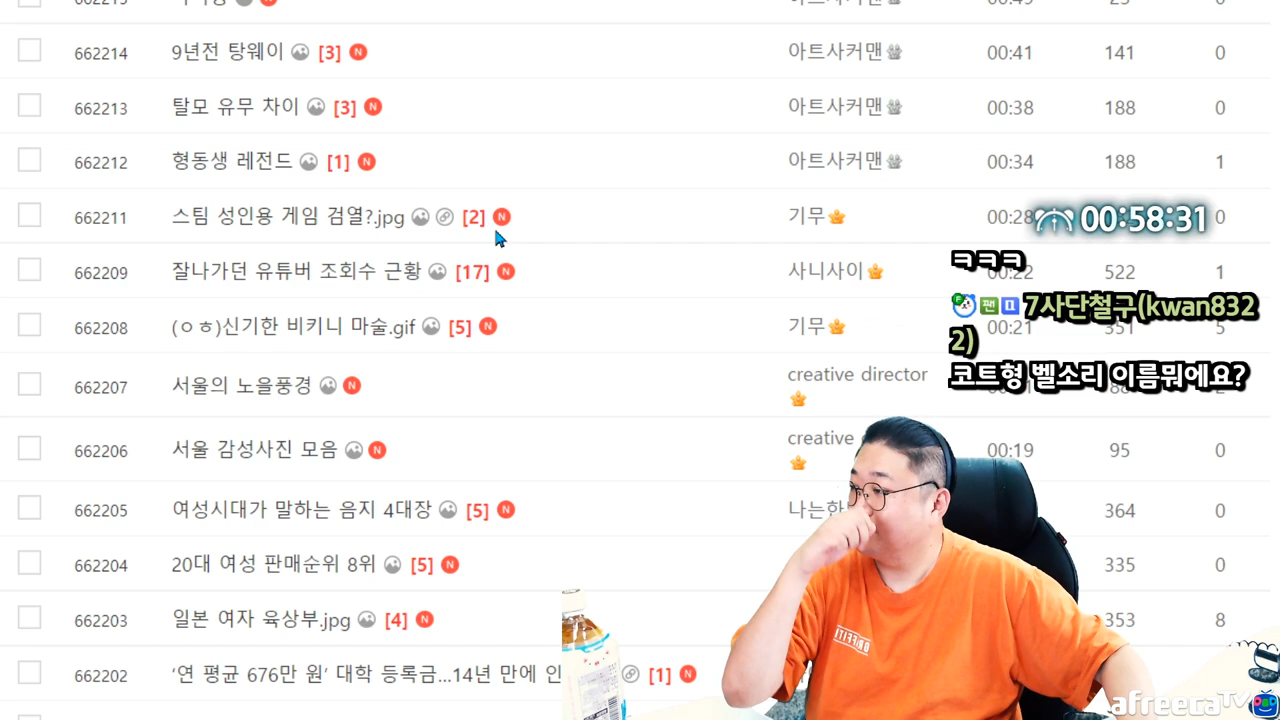 662214 9년전 탕웨이 [3] N 아트사커맨 00:41 141 0
662213 탈모 유무 차이 [3] N 아트사커맨 00:38 188 0
662212 형동생 레전드 [1] N 아트사커맨 00:34 188 1
662211 스팀 성인용 게임 검열?.jpg [2] N 기무 00:28 0
00:58:31
ㅋㅋㅋ
662209 잘나가던 유튜버 조회수 근황 [17] N 사니사이 00:22 522 1
F 팬 7사단철구(kwan832
2)
662208 (ㅇㅎ)신기한 비키니 마술.gif [5] N 기무 00:21 351 5
코트형 벨소리 이름뭐에요?
662207 서울의 노을풍경 N creative director
662206 서울 감성사진 모음 N creative 00:19 95 0
662205 여성시대가 말하는 음지 4대장 [5] N 나는한 364 0
662204 20대 여성 판매순위 8위 [5] N 335 0
662203 일본 여자 육상부.jpg [4] N 353 8
662202 ‘연 평균 676만 원’ 대학 등록금...14년 만에 인 [1] N
GRIFFITI
afreecaTV